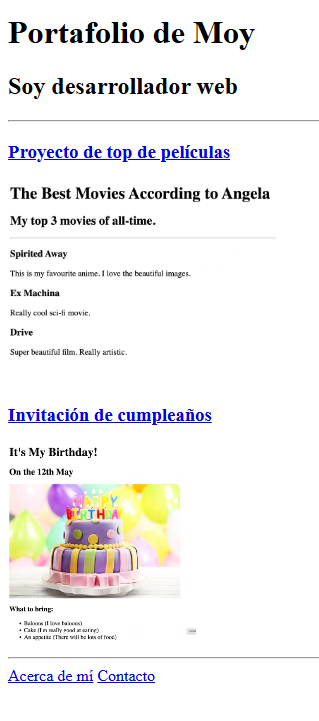 Portafolio de Moy
Soy desarrollador web
Proyecto de top de películas
The Best Movies According to Angela
My top 3 movies of all-time.
Spirited Away
This is my favourite anime. I love the beautiful images.
Ex Machina
Really cool sci-fi movie.
Drive
Super beautiful film. Really artistic.
Invitación de cumpleaños
It's My Birthday!
On the 12th May
HAPPY
BIRTHDAY
What to bring:
Baloons (I love baloons)
Cake (I'm really good at eating)
An appetite (There will be lots of food)
Acerca de mí Contacto